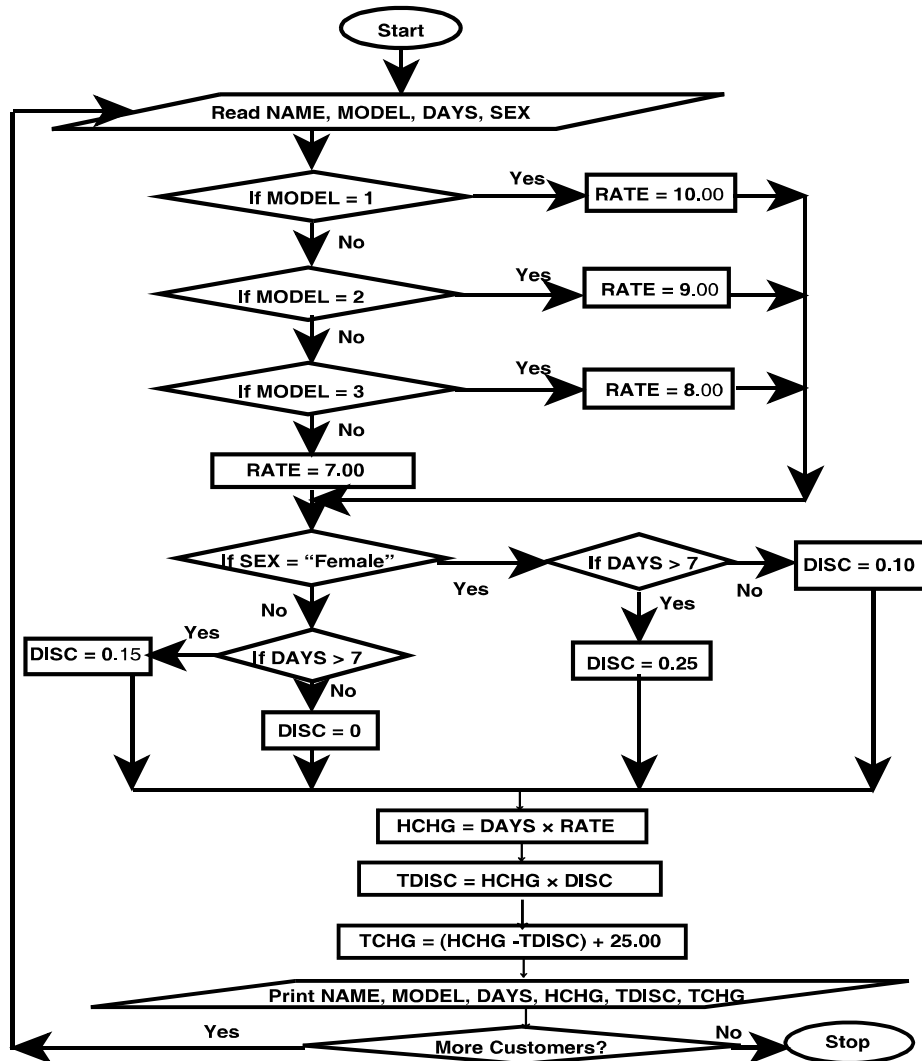 Start
Read NAME, MODEL, DAYS, SEX
If MODEL = 1
Yes
RATE = 10.00
No
If MODEL = 2
Yes
RATE = 9.00
No
If MODEL = 3
Yes
RATE = 8.00
No
RATE = 7.00
If SEX = “Female”
Yes
If DAYS > 7
No
DISC = 0.10
No
Yes
DISC = 0.15
Yes
If DAYS > 7
DISC = 0.25
No
DISC = 0
HCHG = DAYS × RATE
TDISC = HCHG × DISC
TCHG = (HCHG -TDISC) + 25.00
Print NAME, MODEL, DAYS, HCHG, TDISC, TCHG
Yes
More Customers?
No
Stop